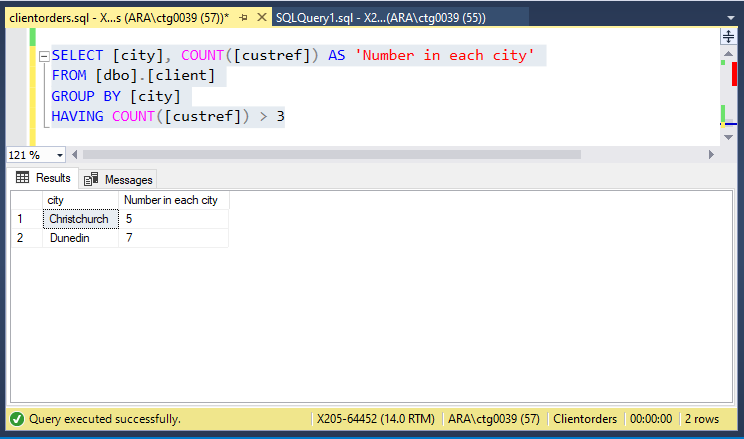 clientorders.sql - X...s (ARA\ctg0039 (57))* SQLQuery1.sql - X2...(ARA\ctg0039 (55))
SELECT [city], COUNT([custref]) AS 'Number in each city'
FROM [dbo].[client]
GROUP BY [city]
HAVING COUNT([custref]) > 3
121 %
Results Messages
city Number in each city
1 Christchurch 5
2 Dunedin 7
Query executed successfully. X205-64452 (14.0 RTM) ARA\ctg0039 (57) Clientorders 00:00:00 2 rows